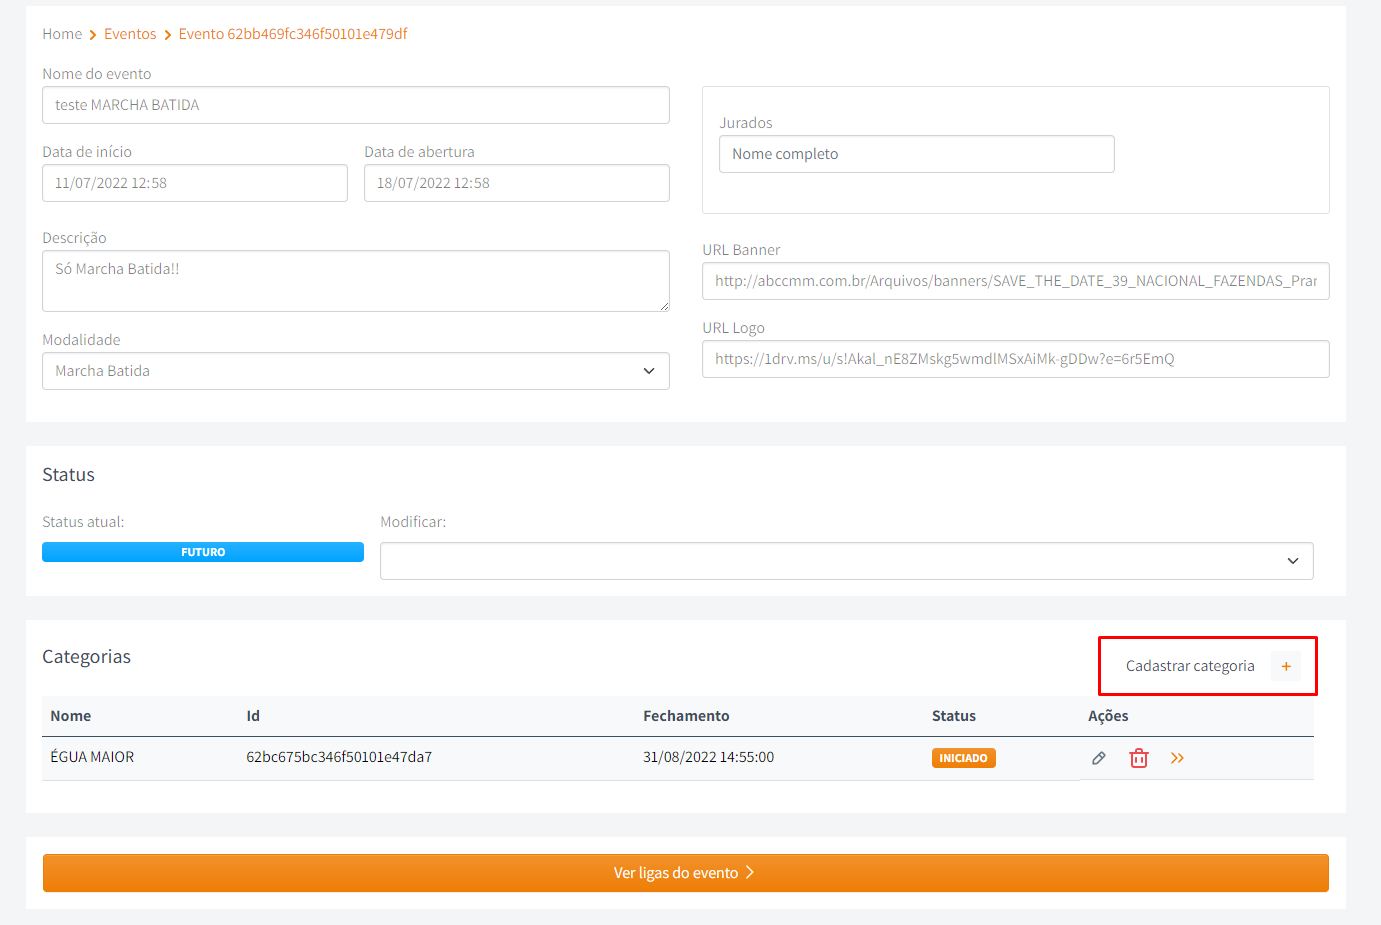 Home > Eventos > Evento 62bb469fc346f50101e479df
Nome do evento
teste MARCHA BATIDA
Data de início
Data de abertura
11/07/2022 12:58
18/07/2022 12:58
Descrição
Só Marcha Batida!!
Modalidade
Marcha Batida
Jurados
Nome completo
URL Banner
http://abccmm.com.br/Arquivos/banners/SAVE_THE_DATE_39_NACIONAL_FAZENDAS_Prar
URL Logo
https://1drv.ms/u/s!Akal_nE8ZMskg5wmdlMSxAiMk-gDDw?e=6r5EmQ
Status
Status atual:
Modificar:
FUTURO
Categorias
Cadastrar categoria +
Nome Id Fechamento Status Ações
ÉGUA MAIOR 62bc675bc346f50101e47da7 31/08/2022 14:55:00 INICIADO
Ver ligas do evento >